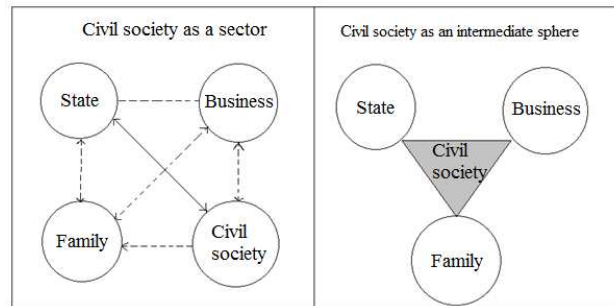 Civil society as a sector
State
Business
Family
Civil
society
Civil society as an intermediate sphere
State
Business
Civil
society
Family